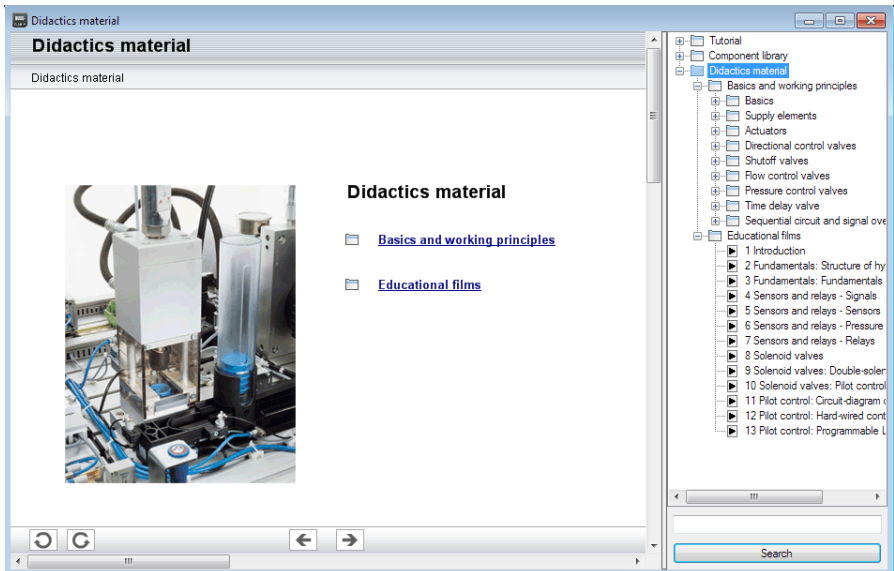 Didactics material
Didactics material
Didactics material
Didactics material
Basics and working principles
Educational films
Tutorial
Component library
Didactics material
Basics and working principles
Basics
Supply elements
Actuators
Directional control valves
Shutoff valves
Flow control valves
Pressure control valves
Time delay valve
Sequential circuit and signal ove
Educational films
1 Introduction
2 Fundamentals: Structure of hy
3 Fundamentals: Fundamentals
4 Sensors and relays - Signals
5 Sensors and relays - Sensors
6 Sensors and relays - Pressure
7 Sensors and relays - Relays
8 Solenoid valves
9 Solenoid valves: Double-solen
10 Solenoid valves: Pilot control
11 Pilot control: Circuit-diagram
12 Pilot control: Hard-wired cont
13 Pilot control: Programmable L
Search